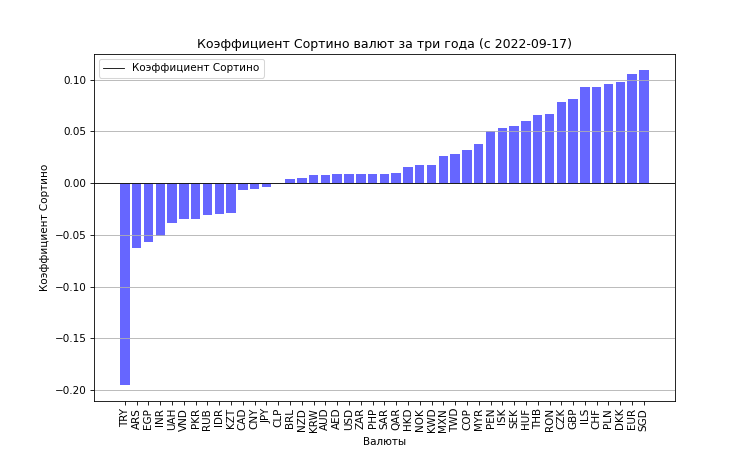 Коэффициент Сортино валют за три года (с 2022-09-17)
Коэффициент Сортино
0.10
0.05
0.00
−0.05
−0.10
−0.15
−0.20
Коэффициент Сортино
TRY
ARS
EGP
INR
UAH
VND
PKR
RUB
IDR
KZT
CAD
CNY
JPY
CLP
BRL
NZD
KRW
AUD
AED
USD
ZAR
PHP
SAR
QAR
HKD
NOK
KWD
MXN
TWD
COP
MYR
PEN
ISK
SEK
HUF
THB
RON
CZK
GBP
ILS
CHF
PLN
DKK
EUR
SGD
Валюты